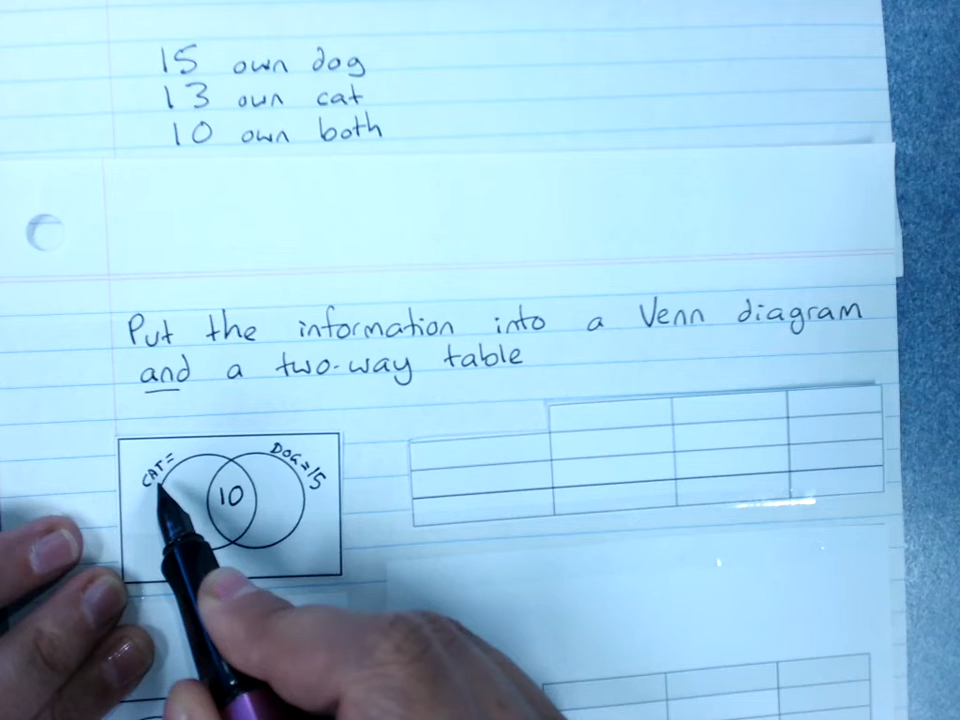 15 own dog
13 own cat
10 own both
Put the information into a Venn diagram
and a two-way table
CAT=
DOG=15
10